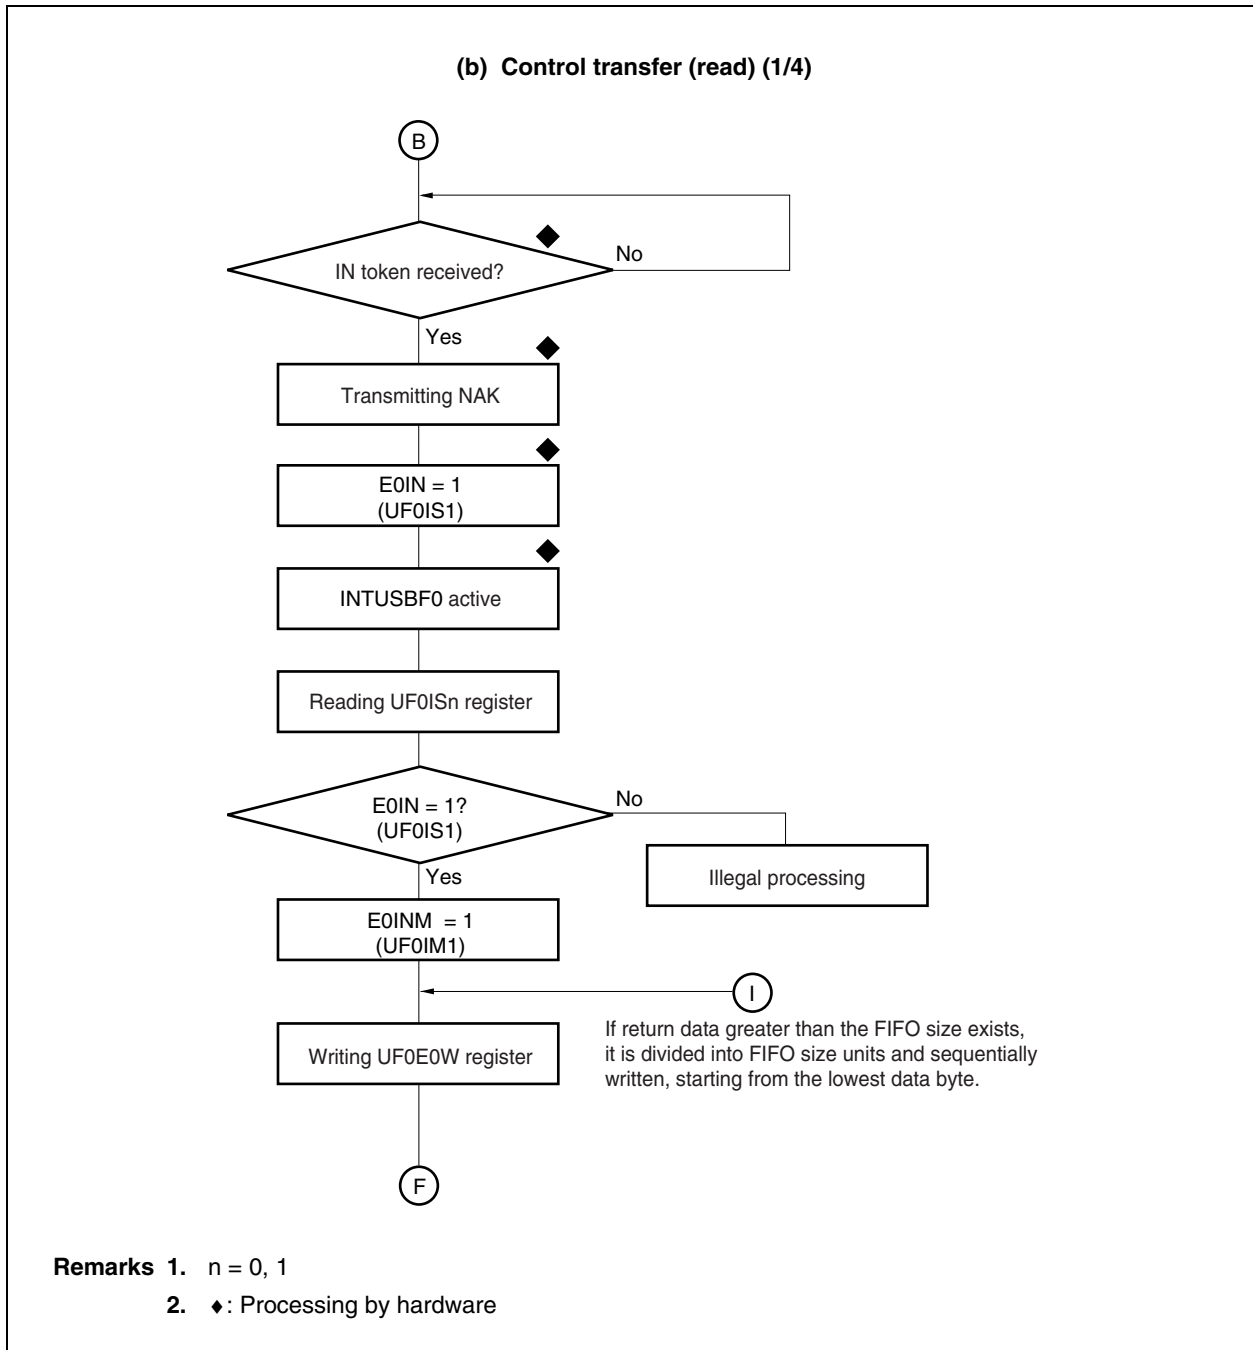 (b) Control transfer (read) (1/4)
B
IN token received?
No
Yes
Transmitting NAK
E0IN = 1
(UF0IS1)
INTUSBF0 active
Reading UF0ISn register
E0IN = 1?
(UF0IS1)
No
Illegal processing
Yes
E0INM = 1
(UF0IM1)
I
If return data greater than the FIFO size exists,
it is divided into FIFO size units and sequentially
written, starting from the lowest data byte.
Writing UF0E0W register
F
Remarks 1. n = 0, 1
2. ♦: Processing by hardware